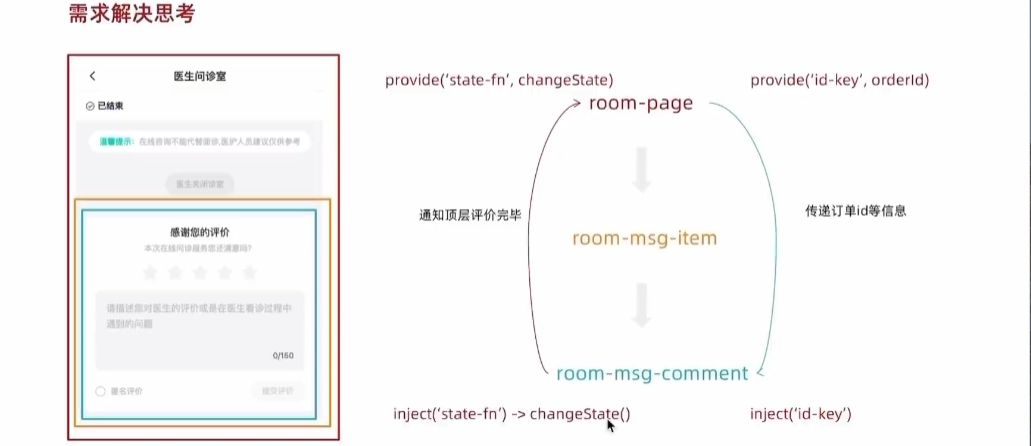 需求解决思考
医生问诊室
已结束
温馨提示：在线咨询不能代替面诊,医护人员建议仅供参考
医生关闭诊室
感谢您的评价
本次在线问诊服务您还满意吗?
请描述您对医生的评价或是在医生看诊过程中
遇到的问题
0/150
匿名评价
提交评价
provide('state-fn', changeState)
provide('id-key', orderId)
room-page
通知顶层评价完毕
传递订单id等信息
room-msg-item
room-msg-comment
inject('state-fn') -> changeState()
inject('id-key')